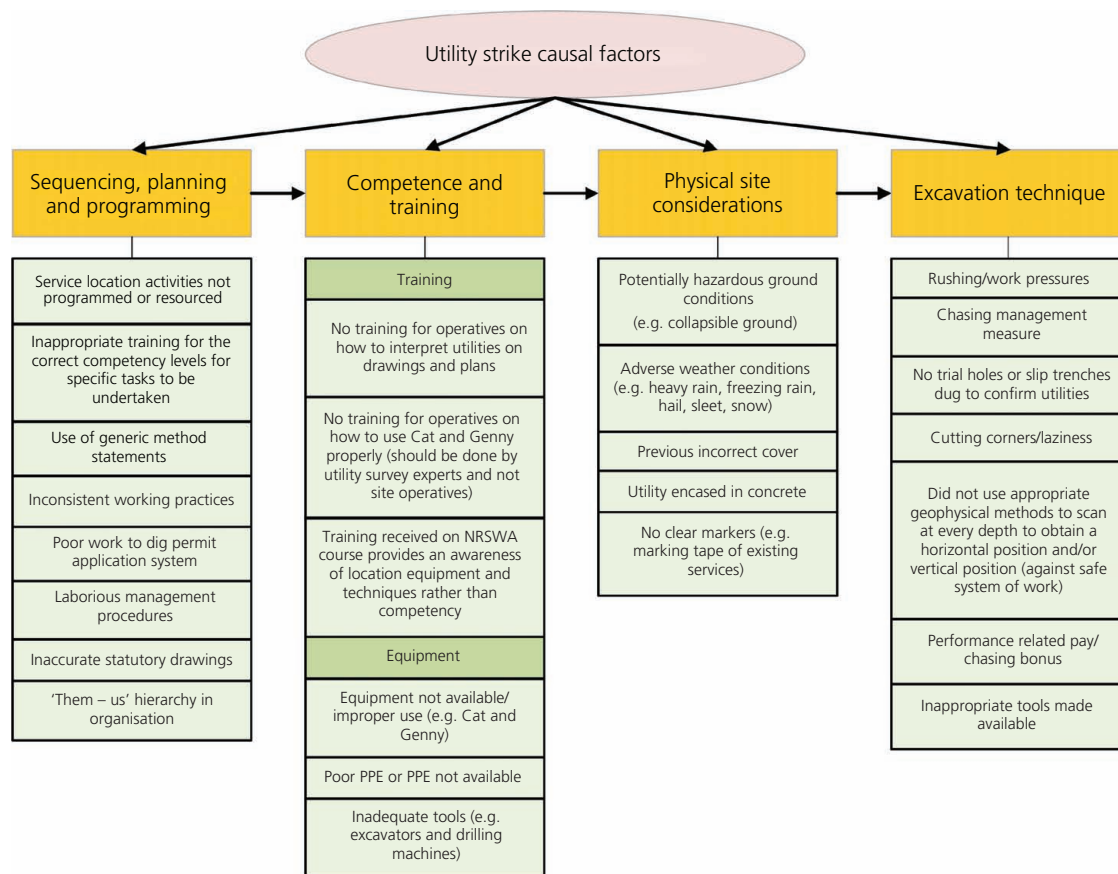 Utility strike causal factors
Sequencing, planning
and programming
Service location activities not
programmed or resourced
Inappropriate training for the
correct competency levels for
specific tasks to be
undertaken
Use of generic method
statements
Inconsistent working practices
Poor work to dig permit
application system
Laborious management
procedures
Inaccurate statutory drawings
‘Them – us’ hierarchy in
organisation
Competence and
training
Training
No training for operatives on
how to interpret utilities on
drawings and plans
No training for operatives on
how to use Cat and Genny
properly (should be done by
utility survey experts and not
site operatives)
Training received on NRSWA
course provides an awareness
of location equipment and
techniques rather than
competency
Equipment
Equipment not available/
improper use (e.g. Cat and
Genny)
Poor PPE or PPE not available
Inadequate tools (e.g.
excavators and drilling
machines)
Physical site
considerations
Potentially hazardous ground
conditions
(e.g. collapsible ground)
Adverse weather conditions
(e.g. heavy rain, freezing rain,
hail, sleet, snow)
Previous incorrect cover
Utility encased in concrete
No clear markers (e.g.
marking tape of existing
services)
Excavation technique
Rushing/work pressures
Chasing management
measure
No trial holes or slip trenches
dug to confirm utilities
Cutting corners/laziness
Did not use appropriate
geophysical methods to scan
at every depth to obtain a
horizontal position and/or
vertical position (against safe
system of work)
Performance related pay/
chasing bonus
Inappropriate tools made
available